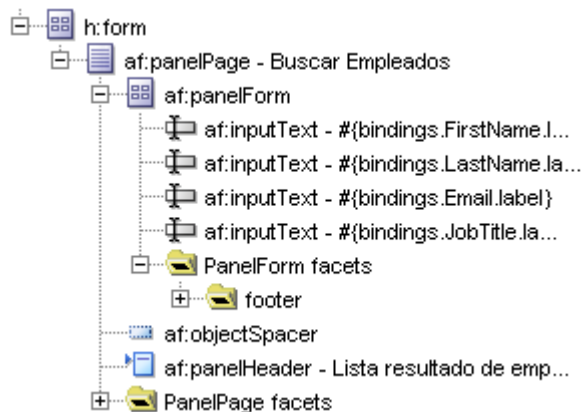 h:form
af:panelPage - Buscar Empleados
af:panelForm
af:inputText - #{bindings.FirstName.l...
af:inputText - #{bindings.LastName.la...
af:inputText - #{bindings.Email.label}
af:inputText - #{bindings.JobTitle.la...
PanelForm facets
footer
af:objectSpacer
af:panelHeader - Lista resultado de emp...
PanelPage facets